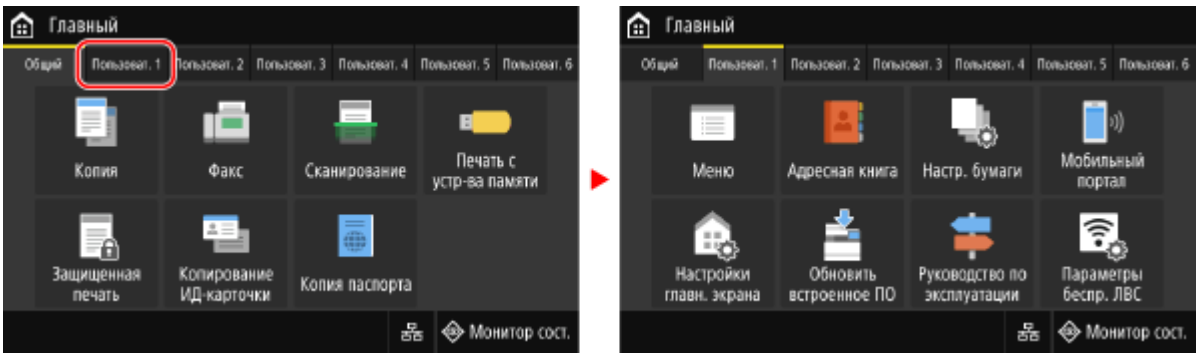 Главный
Общий Пользоват. 1 Пользоват. 2 Пользоват. 3 Пользоват. 4 Пользоват. 5 Пользоват. 6
Копия
Факс
Сканирование
Печать с
устр-ва памяти
Защищенная
печать
Копирование
ИД-карточки
Копия паспорта
Монитор сост.
Главный
Общий Пользоват. 1 Пользоват. 2 Пользоват. 3 Пользоват. 4 Пользоват. 5 Пользоват. 6
Меню
Адресная книга
Настр. бумаги
Мобильный
портал
Настройки
главн. экрана
Обновить
встроенное ПО
Руководство по
эксплуатации
Параметры
беспр. ЛВС
Монитор сост.